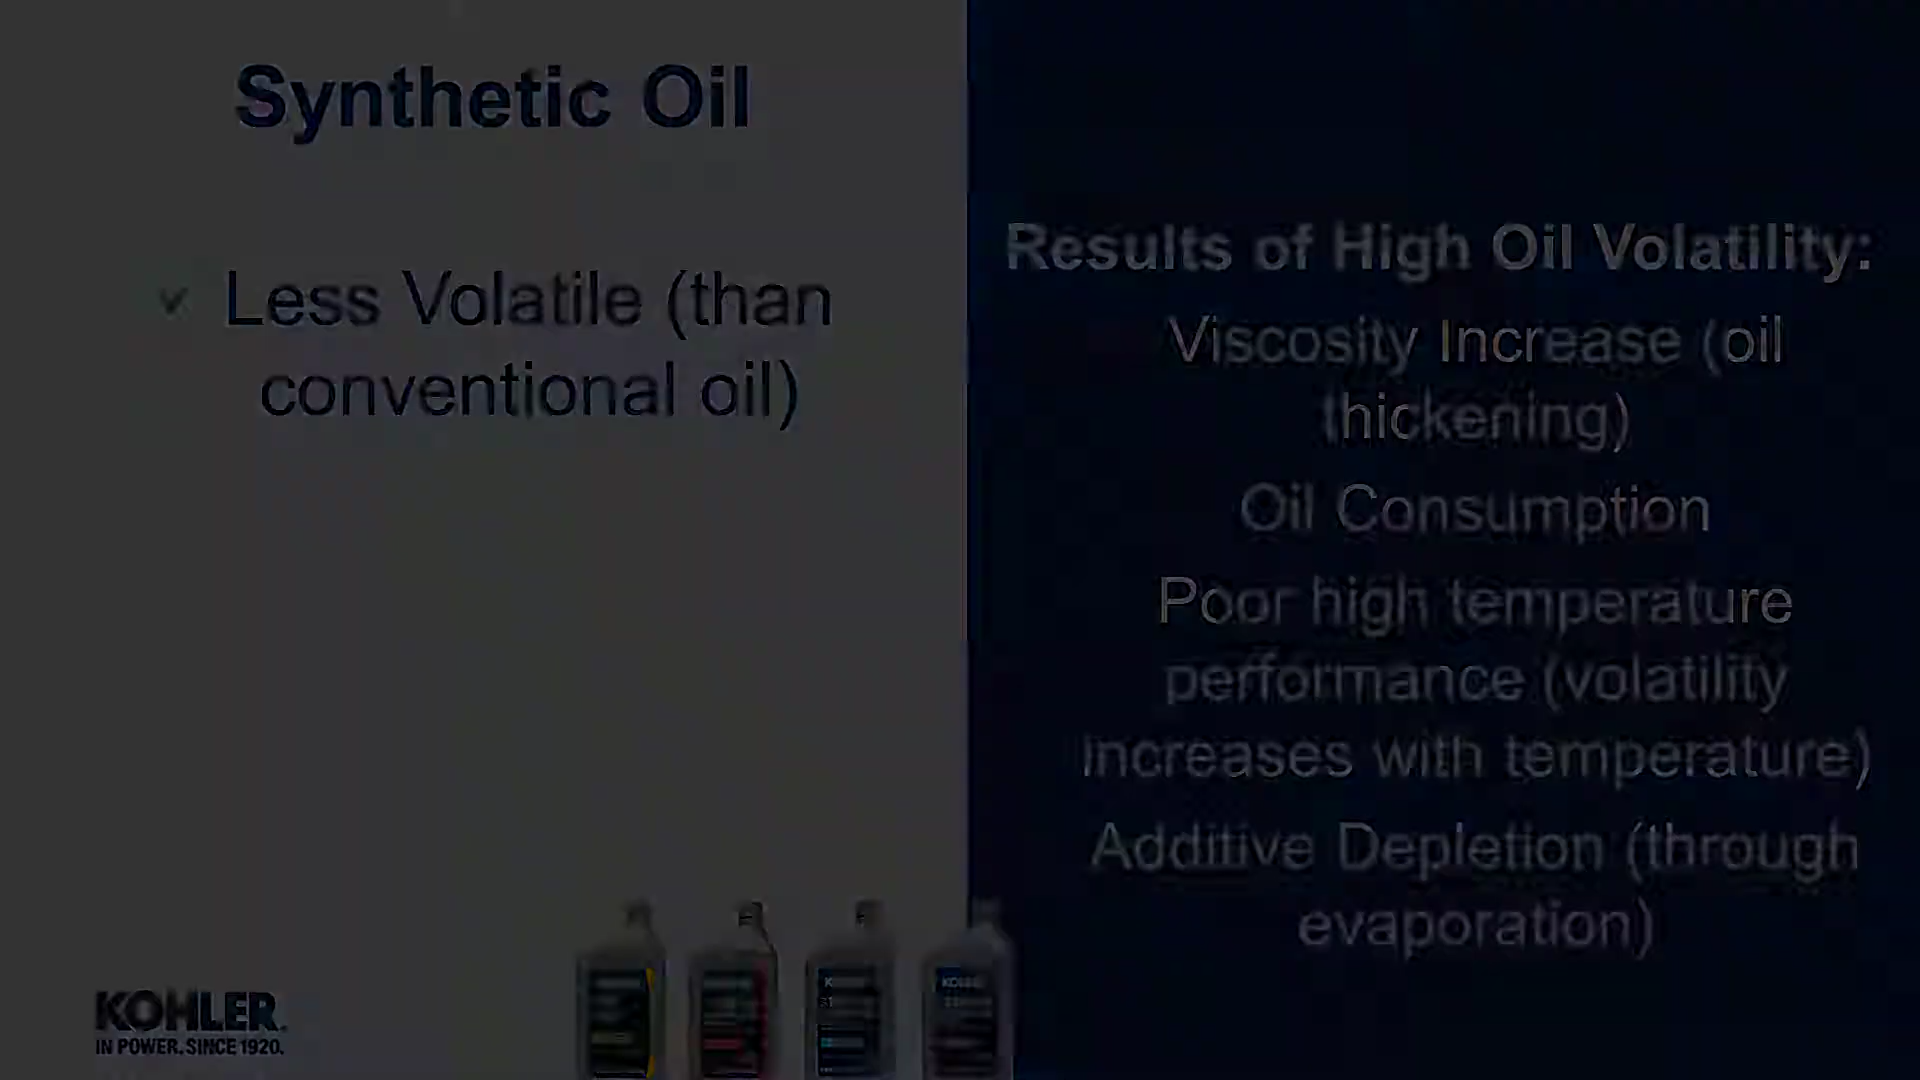 Synthetic Oil
✓ Less Volatile (than
conventional oil)
Results of High Oil Volatility:
Viscosity Increase (oil
thickening)
Oil Consumption
Poor high temperature
performance (volatility
increases with temperature)
Additive Depletion (through
evaporation)
KOHLER.
IN POWER. SINCE 1920.